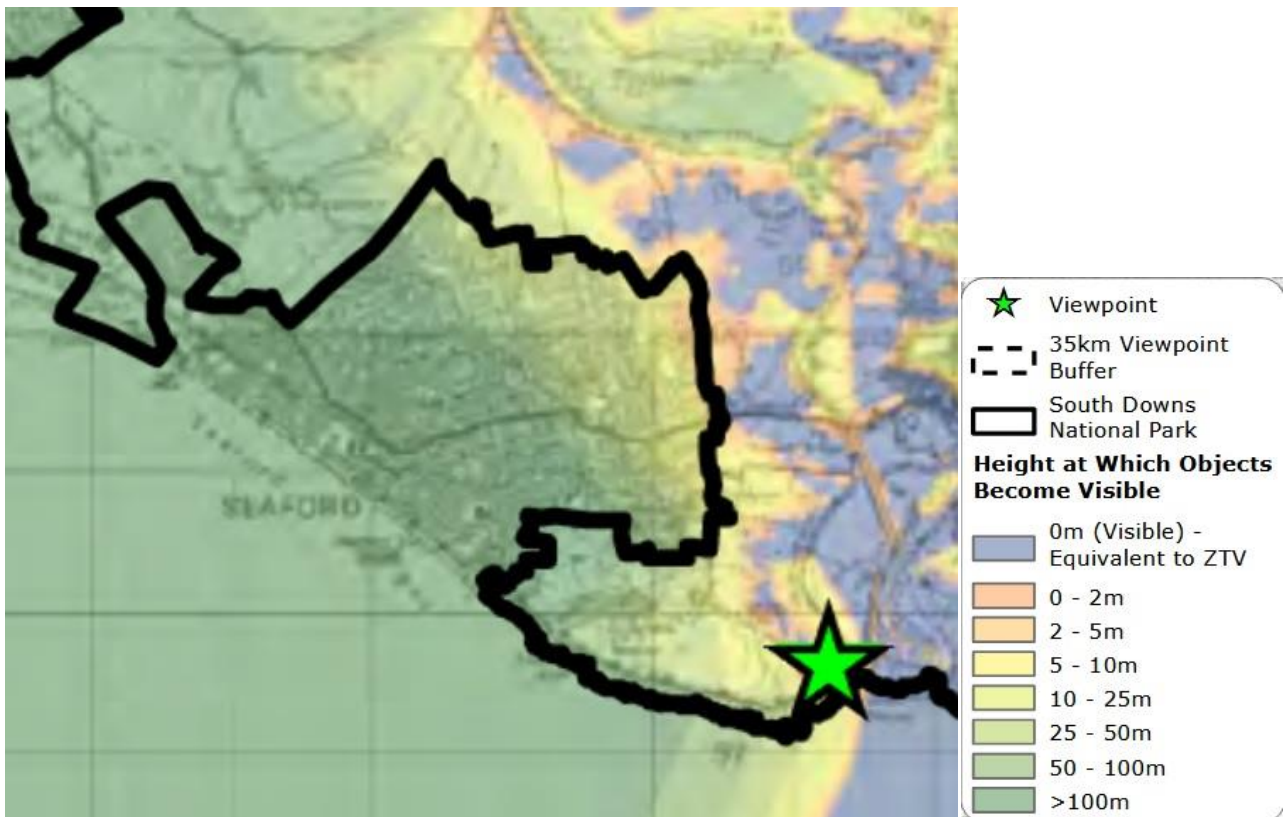 SEAFORD
Viewpoint
35km Viewpoint
Buffer
South Downs
National Park
Height at Which Objects
Become Visible
0m (Visible) -
Equivalent to ZTV
0 - 2m
2 - 5m
5 - 10m
10 - 25m
25 - 50m
50 - 100m
>100m